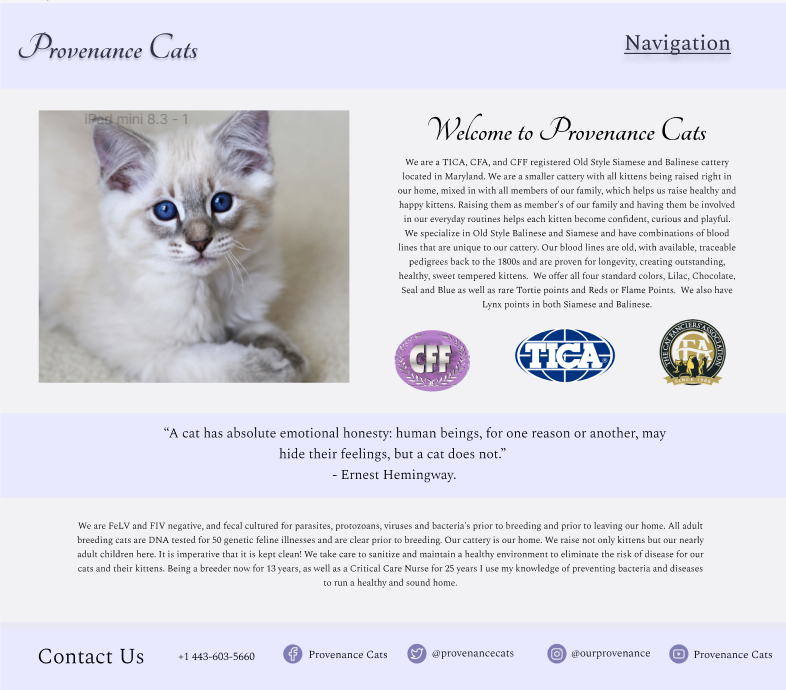 Provenance Cats
Navigation
iPad mini 8.3 - 1
Welcome to Provenance Cats
We are a TICA, CFA, and CFF registered Old Style Siamese and Balinese cattery
located in Maryland. We are a smaller cattery with all kittens being raised right in
our home, mixed in with all members of our family, which helps us raise healthy and
happy kittens. Raising them as member's of our family and having them be involved
in our everyday routines helps each kitten become confident, curious and playful.
We specialize in Old Style Balinese and Siamese and have combinations of blood
lines that are unique to our cattery. Our blood lines are old, with available, traceable
pedigrees back to the 1800s and are proven for longevity, creating outstanding,
healthy, sweet tempered kittens. We offer all four standard colors, Lilac, Chocolate,
Seal and Blue as well as rare Tortie points and Reds or Flame Points. We also have
Lynx points in both Siamese and Balinese.
CFF
TICA
THE CAT FANCIERS' ASSOCIATION
CFA
SINCE 1906
“A cat has absolute emotional honesty: human beings, for one reason or another, may
hide their feelings, but a cat does not.”
- Ernest Hemingway.
We are FeLV and FIV negative, and fecal cultured for parasites, protozoans, viruses and bacteria's prior to breeding and prior to leaving our home. All adult
breeding cats are DNA tested for 50 genetic feline illnesses and are clear prior to breeding. Our cattery is our home. We raise not only kittens but our nearly
adult children here. It is imperative that it is kept clean! We take care to sanitize and maintain a healthy environment to eliminate the risk of disease for our
cats and their kittens. Being a breeder now for 13 years, as well as a Critical Care Nurse for 25 years I use my knowledge of preventing bacteria and diseases
to run a healthy and sound home.
Contact Us
+1 443-603-5660
Provenance Cats
@provenancecats
@ourprovenance
Provenance Cats